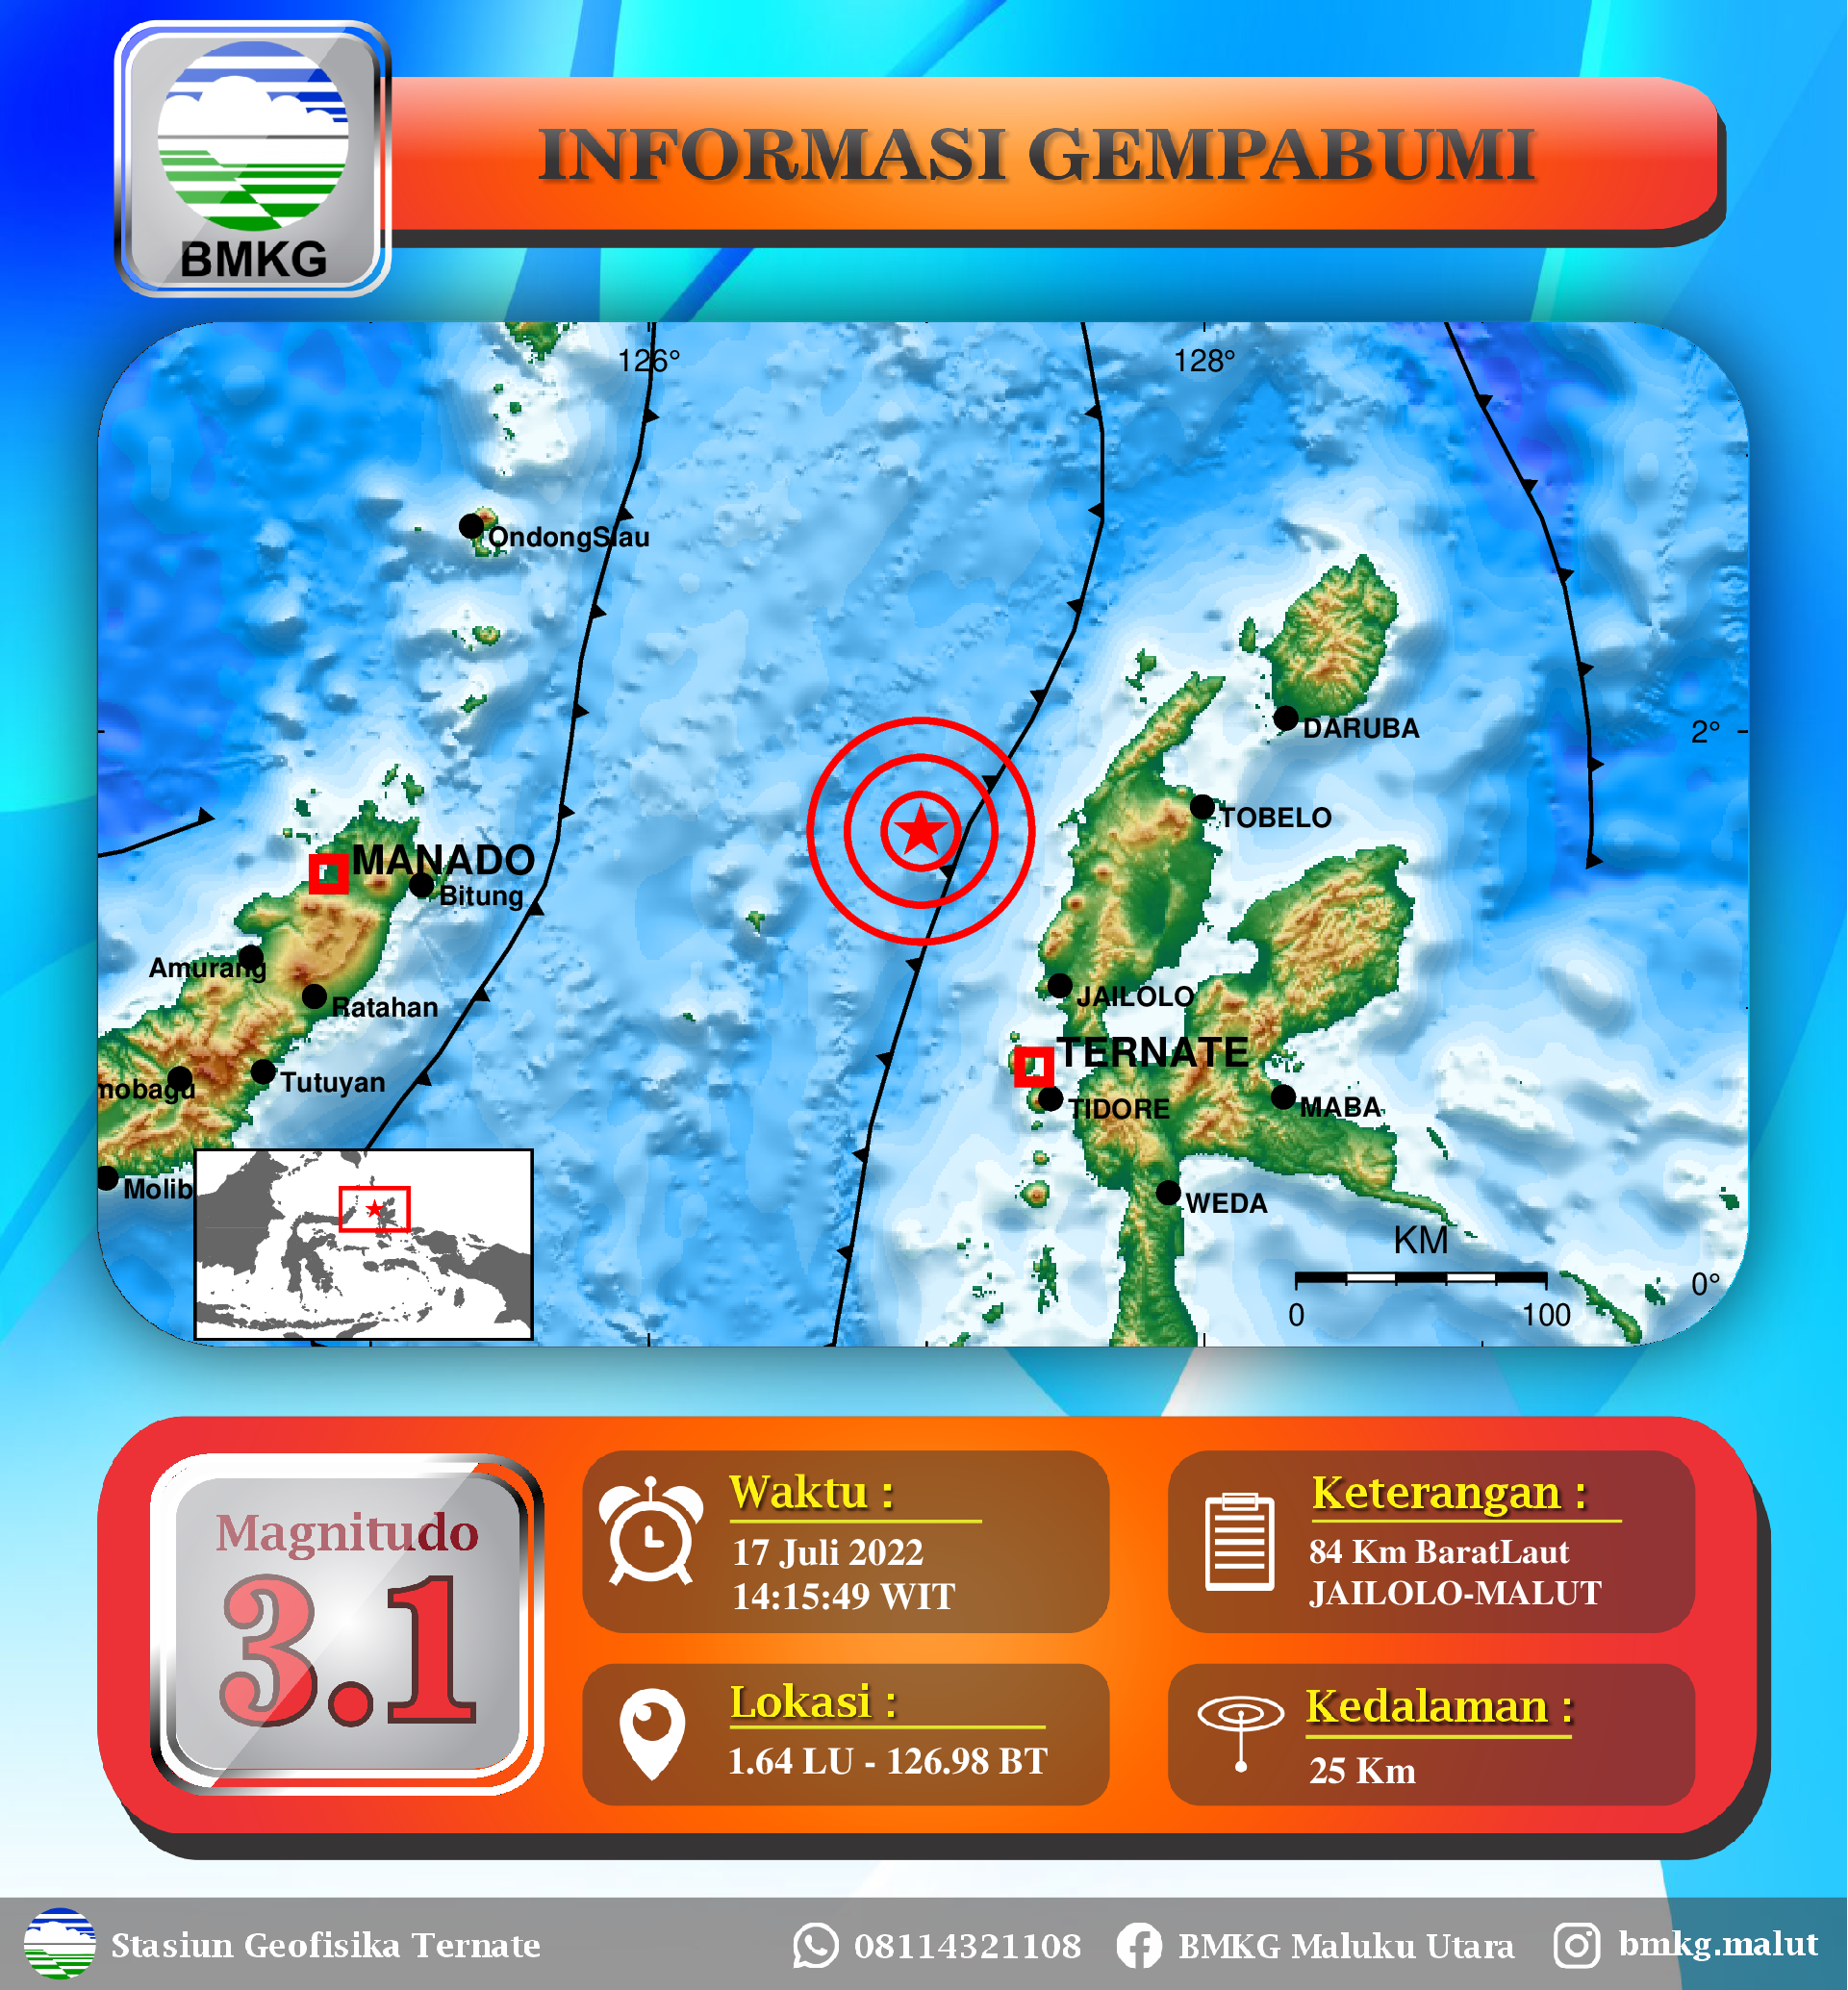 BMKG
INFORMASI GEMPABUMI
126°
128°
OndongSiau
DARUBA
2°
TOBELO
MANADO
Bitung
Amurang
Ratahan
JAILOLO
TERNATE
Tutuyan
mobagu
TIDORE
MABA
Molib
WEDA
KM
0°
0
100
Magnitudo
3.1
Waktu :
17 Juli 2022
14:15:49 WIT
Keterangan :
84 Km BaratLaut
JAILOLO-MALUT
Lokasi :
1.64 LU - 126.98 BT
Kedalaman :
25 Km
Stasiun Geofisika Ternate
08114321108
BMKG Maluku Utara
bmkg.malut